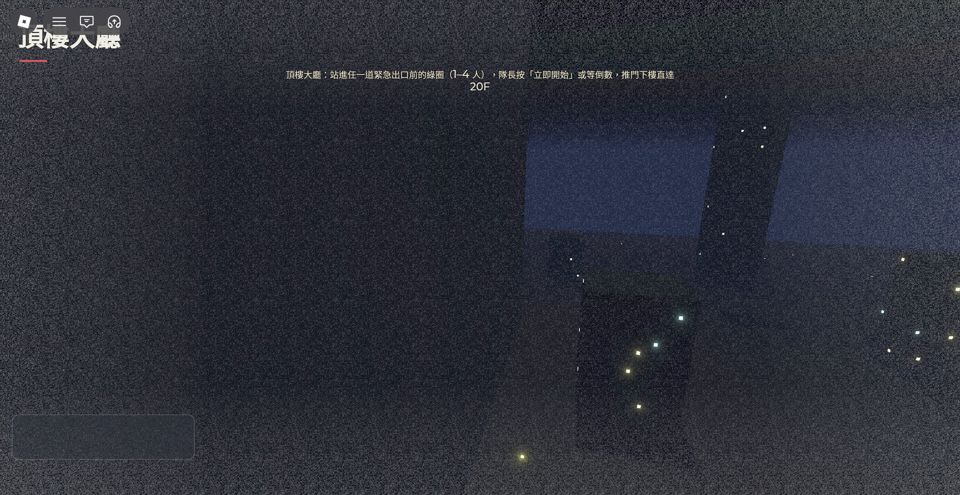 頂樓大廳
頂樓大廳：站進任一道緊急出口前的綠圈（1–4 人），隊長按「立即開始」或等倒數，推門下樓直達
20F